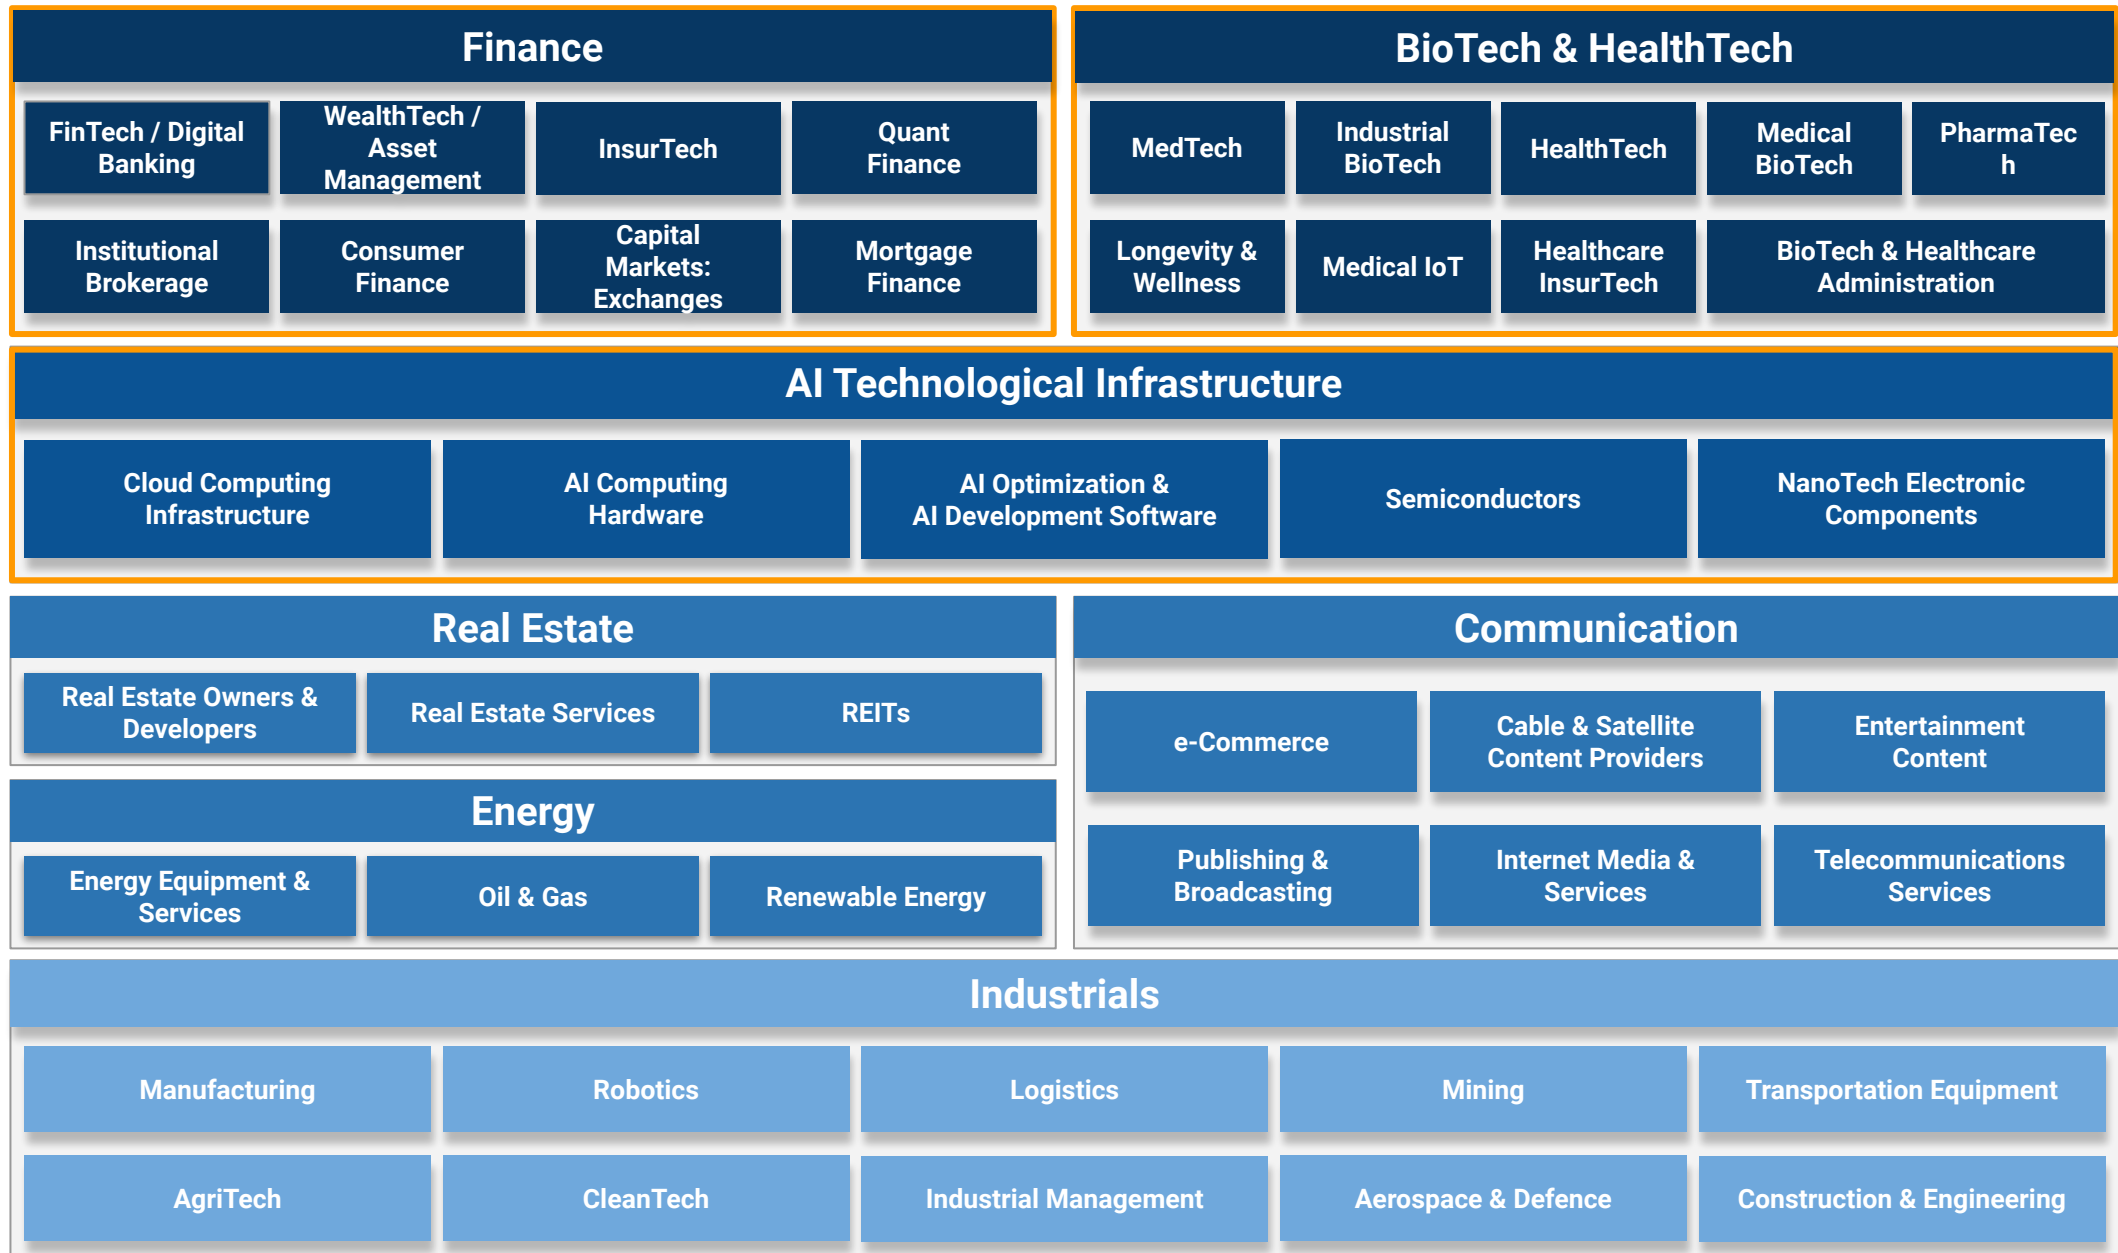 Finance
FinTech / Digital
Banking
WealthTech /
Asset
Management
InsurTech
Quant
Finance
Institutional
Brokerage
Consumer
Finance
Capital
Markets:
Exchanges
Mortgage
Finance
BioTech & HealthTech
MedTech
Industrial
BioTech
HealthTech
Medical
BioTech
PharmaTec
h
Longevity &
Wellness
Medical IoT
Healthcare
InsurTech
BioTech & Healthcare
Administration
AI Technological Infrastructure
Cloud Computing
Infrastructure
AI Computing
Hardware
AI Optimization &
AI Development Software
Semiconductors
NanoTech Electronic
Components
Real Estate
Real Estate Owners &
Developers
Real Estate Services
REITs
Energy
Energy Equipment &
Services
Oil & Gas
Renewable Energy
Communication
e-Commerce
Cable & Satellite
Content Providers
Entertainment
Content
Publishing &
Broadcasting
Internet Media &
Services
Telecommunications
Services
Industrials
Manufacturing
Robotics
Logistics
Mining
Transportation Equipment
AgriTech
CleanTech
Industrial Management
Aerospace & Defence
Construction & Engineering